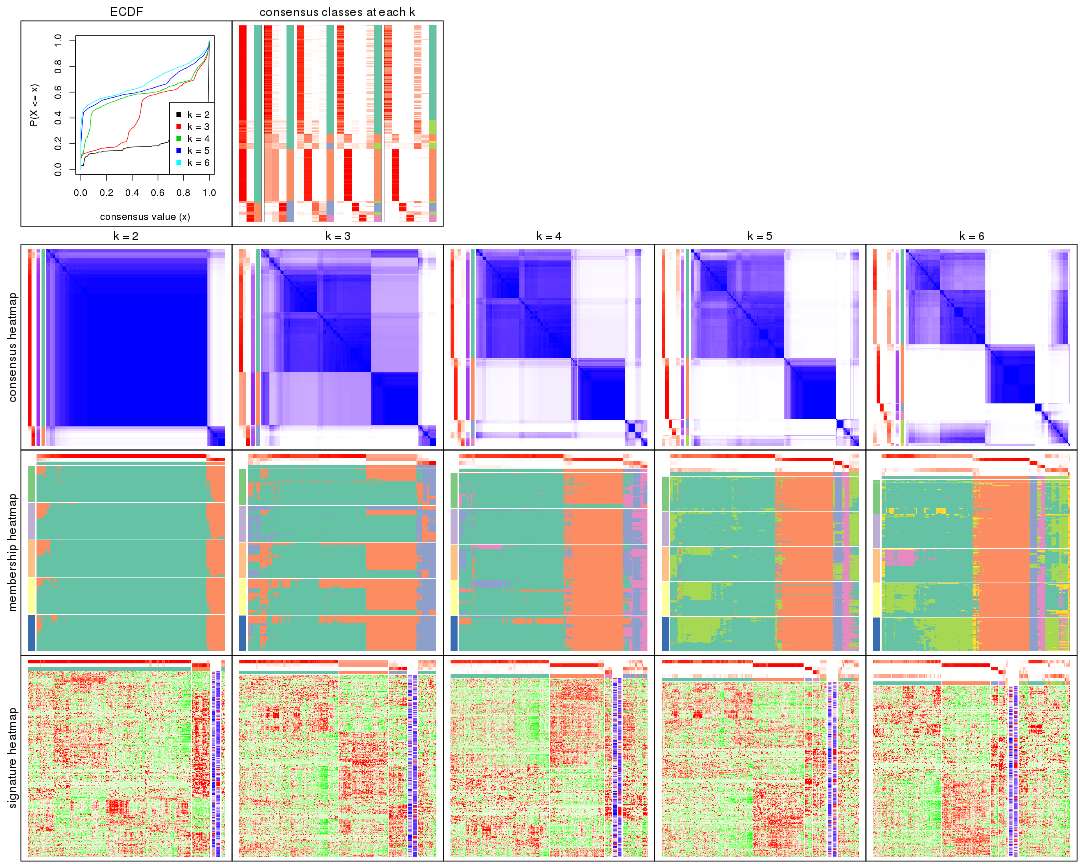 ECDF
consensus classes at each k
P(X <= x)
0.0 0.2 0.4 0.6 0.8 1.0
k = 2
k = 3
k = 4
k = 5
k = 6
0.0 0.2 0.4 0.6 0.8 1.0
consensus value (x)
k = 2 k = 3 k = 4 k = 5 k = 6
consensus heatmap
membership heatmap
signature heatmap